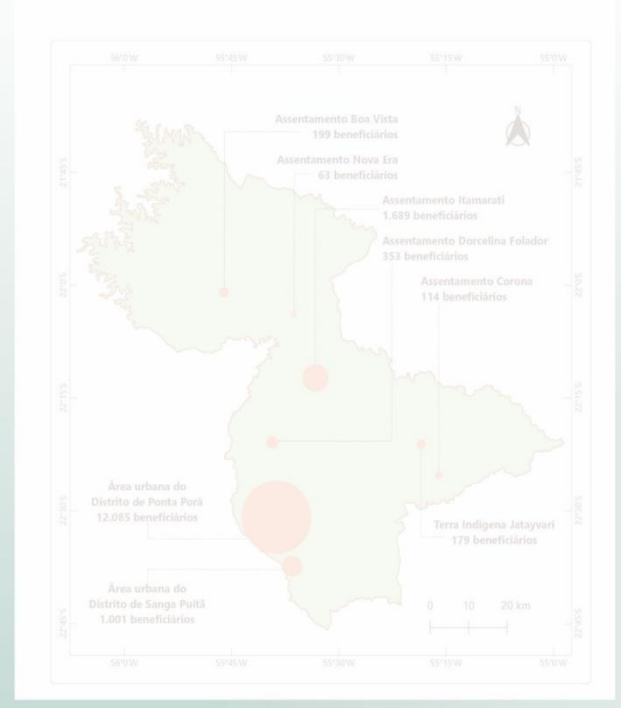 56°0'W 55°45'W 55°30'W 55°15'W 55°0'W
N
Assentamento Boa Vista
199 beneficiários
Assentamento Nova Era
63 beneficiários
21°45'S 21°45'S
Assentamento Itamarati
1.689 beneficiários
Assentamento Dorcelina Folador
353 beneficiários
22°0'S 22°0'S
Assentamento Corona
114 beneficiários
22°15'S 22°15'S
Área urbana do
Distrito de Ponta Porã
12.085 beneficiários
22°30'S 22°30'S
Terra Indígena Jatayvari
179 beneficiários
Área urbana do
Distrito de Sanga Puitã
1.001 beneficiários
0 10 20 km
22°45'S 22°45'S
56°0'W 55°45'W 55°30'W 55°15'W 55°0'W